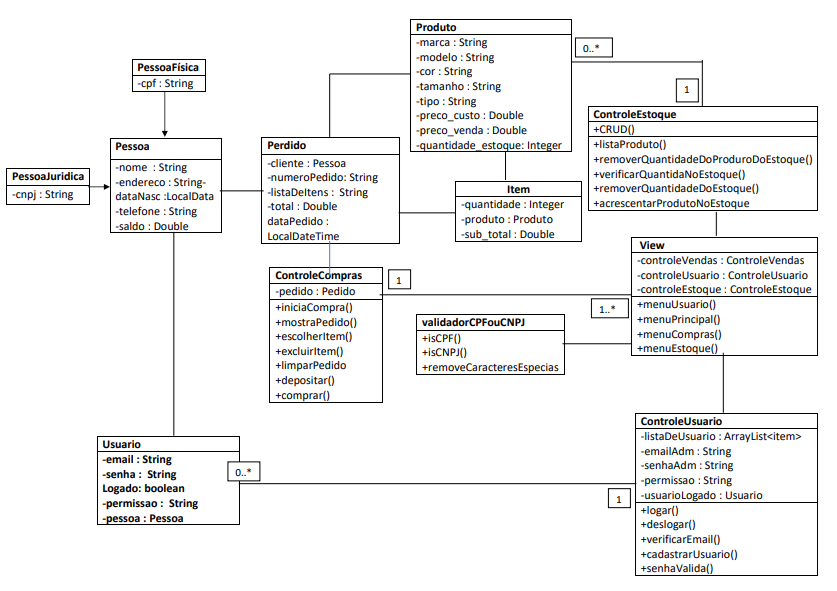 Produto
-marca : String
-modelo : String
-cor : String
-tamanho : String
-tipo : String
-preco_custo : Double
-preco_venda : Double
-quantidade_estoque: Integer
0..*
1
PessoaFísica
-cpf : String
ControleEstoque
+CRUD()
+listaProduto()
+removerQuantidadeDoProduroDoEstoque()
+verificarQuantidaNoEstoque()
+removerQuantidadeDoEstoque()
+acrescentarProdutoNoEstoque
Pessoa
-nome : String
-endereco : String-
dataNasc :LocalData
-telefone : String
-saldo : Double
Perdido
-cliente : Pessoa
-numeroPedido: String
-listaDeItens : String
-total : Double
dataPedido :
LocalDateTime
PessoaJuridica
-cnpj : String
Item
-quantidade : Integer
-produto : Produto
-sub_total : Double
View
-controleVendas : ControleVendas
-controleUsuario : ControleUsuario
-controleEstoque : ControleEstoque
+menuUsuario()
+menuPrincipal()
+menuCompras()
+menuEstoque()
ControleCompras
-pedido : Pedido
+iniciaCompra()
+mostraPedido()
+escolherItem()
+excluirItem()
+limparPedido
+depositar()
+comprar()
1
1..*
validadorCPFouCNPJ
+isCPF()
+isCNPJ()
+removeCaracteresEspecias
ControleUsuario
-listaDeUsuario : ArrayList<item>
-emailAdm : String
-senhaAdm : String
-permissao : String
-usuarioLogado : Usuario
+logar()
+deslogar()
+verificarEmail()
+cadastrarUsuario()
+senhaValida()
Usuario
-email : String
-senha : String
Logado: boolean
-permissao : String
-pessoa : Pessoa
0..*
1